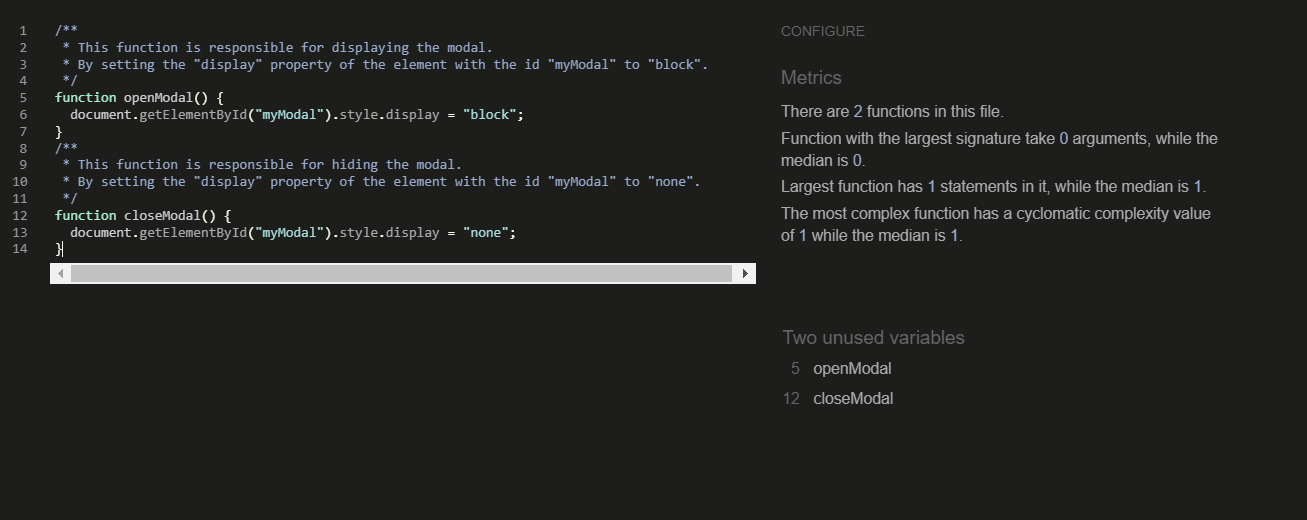 1 /**
2 * This function is responsible for displaying the modal.
3 * By setting the "display" property of the element with the id "myModal" to "block".
4 */
5 function openModal() {
6 document.getElementById("myModal").style.display = "block";
7 }
8 /**
9 * This function is responsible for hiding the modal.
10 * By setting the "display" property of the element with the id "myModal" to "none".
11 */
12 function closeModal() {
13 document.getElementById("myModal").style.display = "none";
14 }
CONFIGURE
Metrics
There are 2 functions in this file.
Function with the largest signature take 0 arguments, while the
median is 0.
Largest function has 1 statements in it, while the median is 1.
The most complex function has a cyclomatic complexity value
of 1 while the median is 1.
Two unused variables
5 openModal
12 closeModal